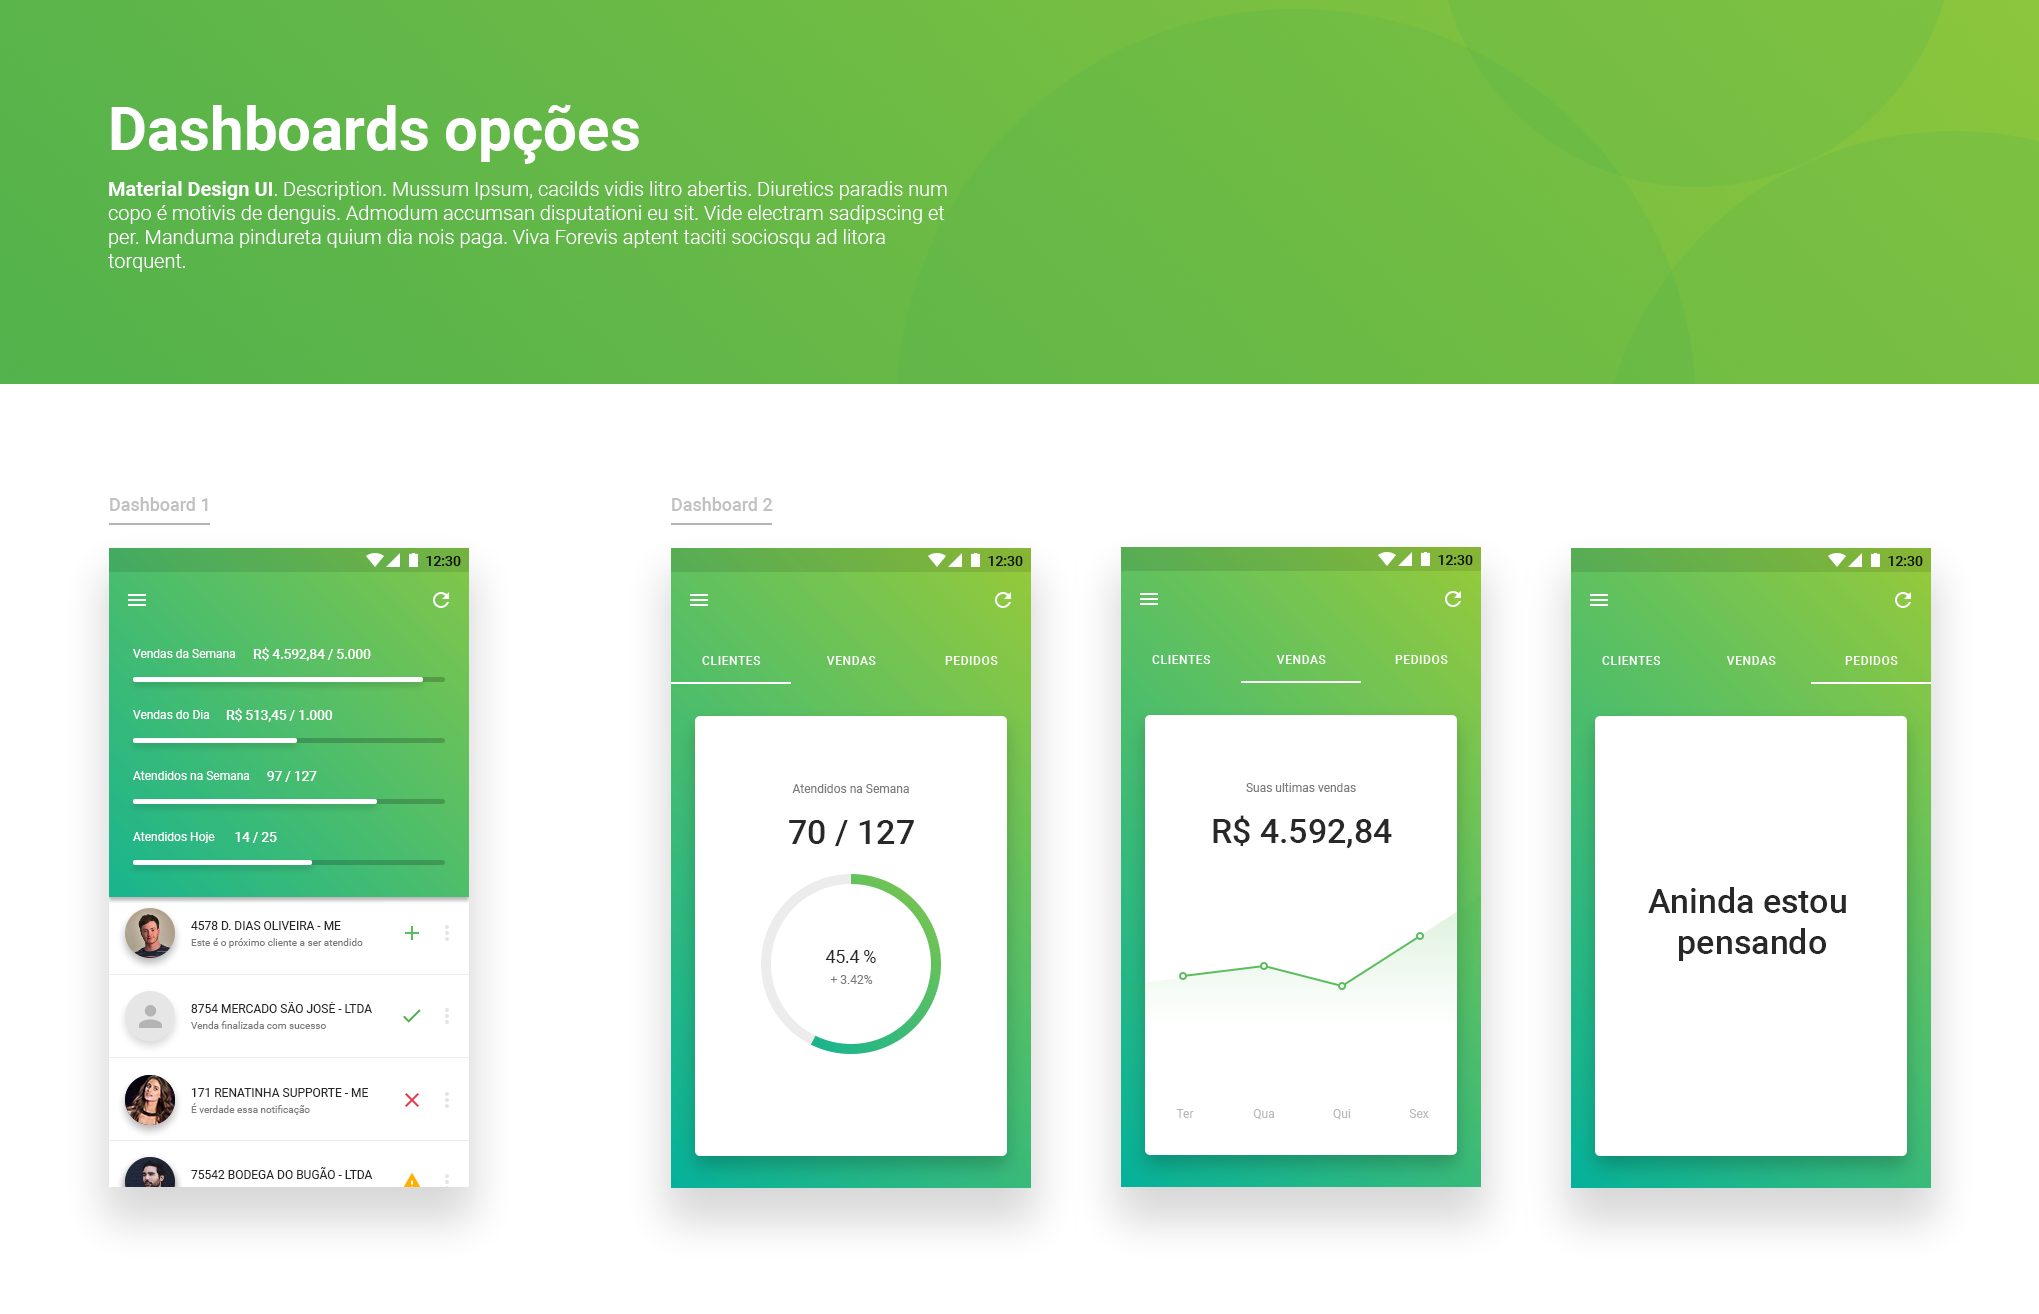 Dashboards opções
Material Design UI. Description. Mussum Ipsum, cacilds vidis litro abertis. Diuretics paradis num
copo é motivis de denguis. Admodum accumsan disputationi eu sit. Vide electram sadipscing et
per. Manduma pindureta quium dia nois paga. Viva Forevis aptent taciti sociosqu ad litora
torquent.
Dashboard 1
12:30
Vendas da Semana R$ 4.592,84 / 5.000
Vendas do Dia R$ 513,45 / 1.000
Atendidos na Semana 97 / 127
Atendidos Hoje 14 / 25
4578 D. DIAS OLIVEIRA - ME
Este é o próximo cliente a ser atendido
8754 MERCADO SÃO JOSÉ - LTDA
Venda finalizada com sucesso
171 RENATINHA SUPPORTE - ME
É verdade essa notificação
75542 BODEGA DO BUGÃO - LTDA
Dashboard 2
12:30
CLIENTES VENDAS PEDIDOS
Atendidos na Semana
70 / 127
45.4 %
+ 3.42%
12:30
CLIENTES VENDAS PEDIDOS
Suas ultimas vendas
R$ 4.592,84
Ter Qua Qui Sex
12:30
CLIENTES VENDAS PEDIDOS
Aninda estou
pensando